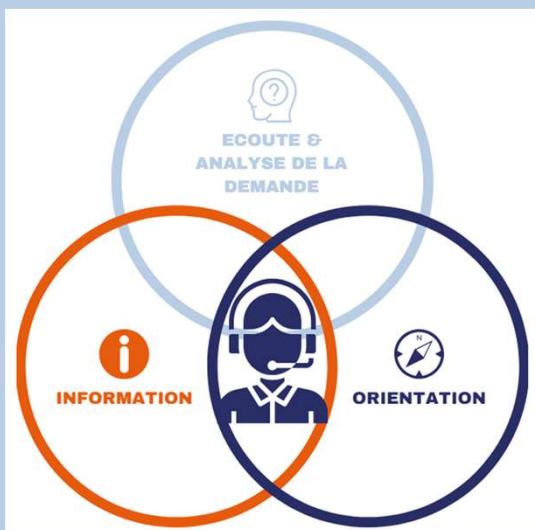 ECOUTE &
ANALYSE DE LA
DEMANDE
INFORMATION
N
ORIENTATION